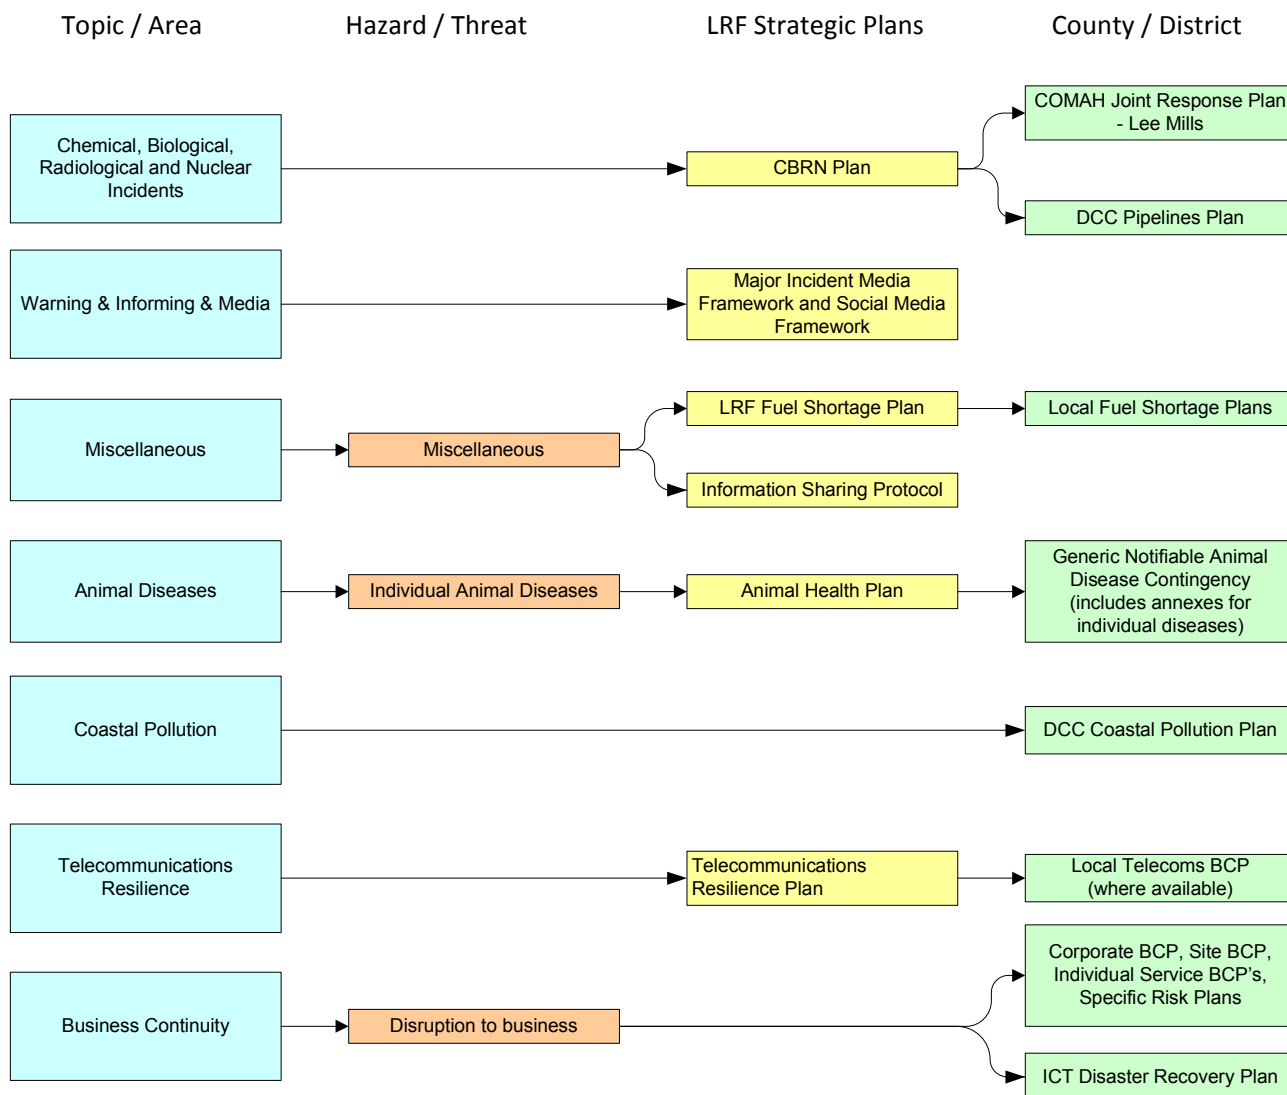 Topic / Area
Hazard / Threat
LRF Strategic Plans
County / District
Chemical, Biological,
Radiological and Nuclear
Incidents
CBRN Plan
COMAH Joint Response Plan
- Lee Mills
DCC Pipelines Plan
Warning & Informing & Media
Major Incident Media
Framework and Social Media
Framework
Miscellaneous
Miscellaneous
LRF Fuel Shortage Plan
Local Fuel Shortage Plans
Information Sharing Protocol
Animal Diseases
Individual Animal Diseases
Animal Health Plan
Generic Notifiable Animal
Disease Contingency
(includes annexes for
individual diseases)
Coastal Pollution
DCC Coastal Pollution Plan
Telecommunications
Resilience
Telecommunications
Resilience Plan
Local Telecoms BCP
(where available)
Business Continuity
Disruption to business
Corporate BCP, Site BCP,
Individual Service BCP's,
Specific Risk Plans
ICT Disaster Recovery Plan